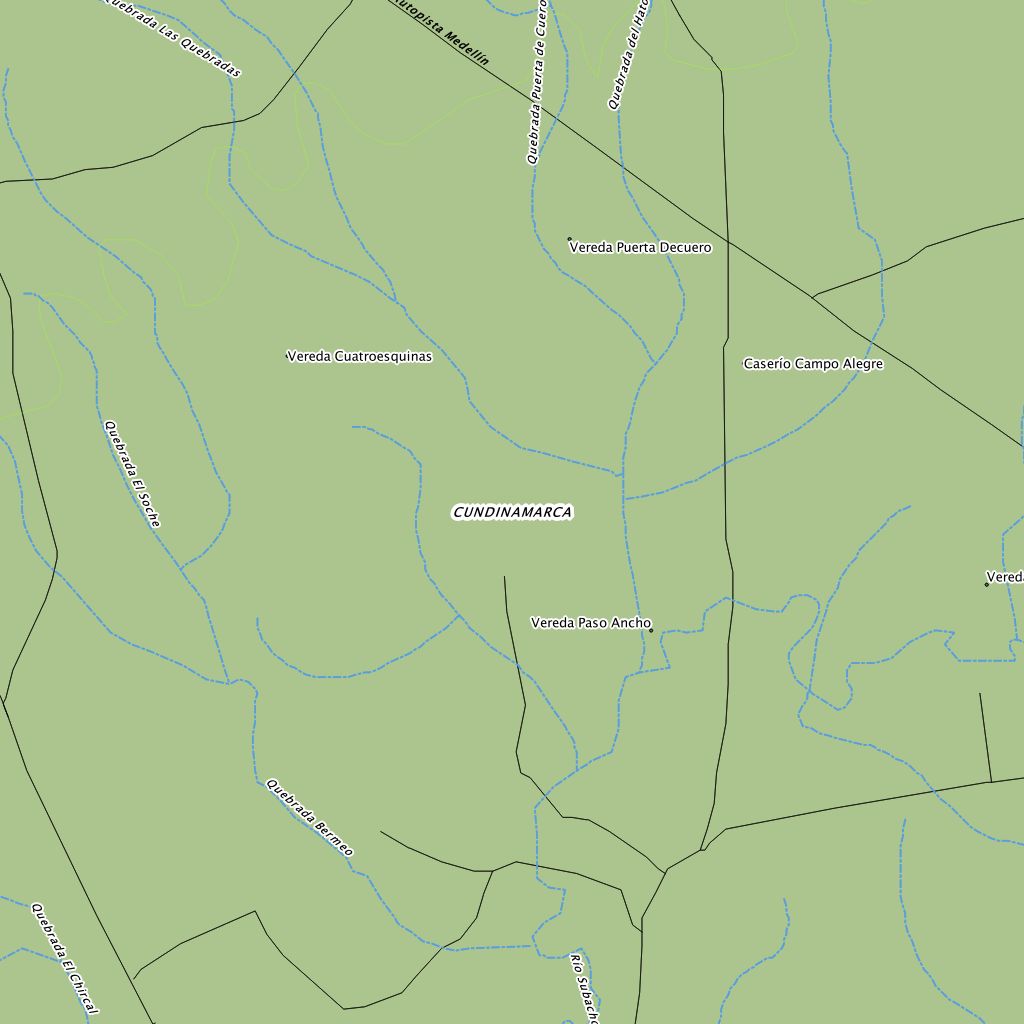 Quebrada Las Quebradas
Autopista Medellín
Quebrada Puerta de Cuero
Quebrada del Hato
Vereda Puerta Decuero
Vereda Cuatroesquinas
Caserío Campo Alegre
Quebrada El Soche
CUNDINAMARCA
Vereda
Vereda Paso Ancho
Quebrada Bermeo
Quebrada El Chircal
Río Subacho